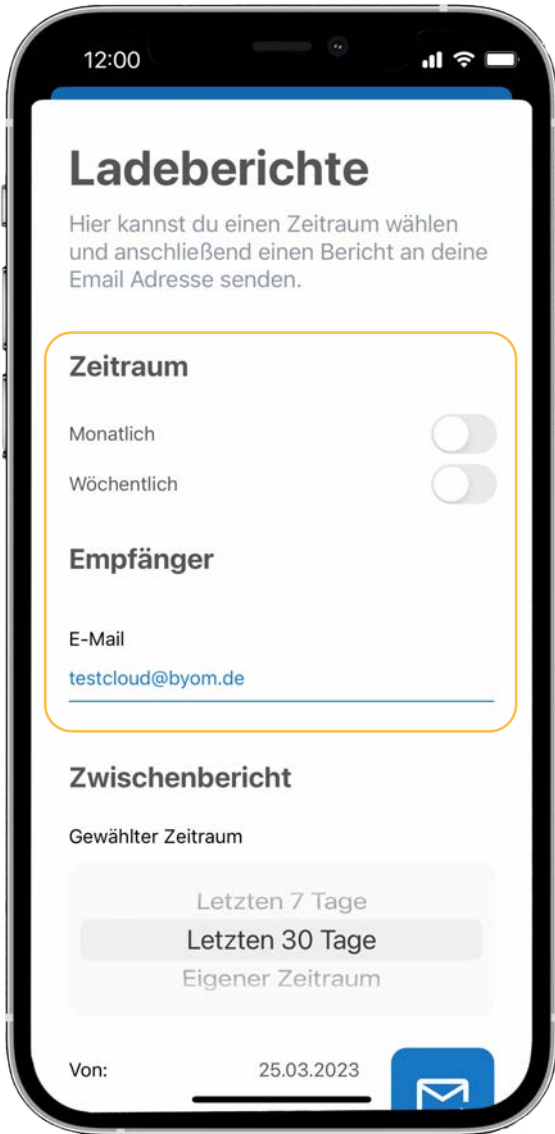 12:00
Ladeberichte
Hier kannst du einen Zeitraum wählen
und anschließend einen Bericht an deine
Email Adresse senden.
Zeitraum
Monatlich
Wöchentlich
Empfänger
E-Mail
testcloud@byom.de
Zwischenbericht
Gewählter Zeitraum
Letzten 7 Tage
Letzten 30 Tage
Eigener Zeitraum
Von: 25.03.2023